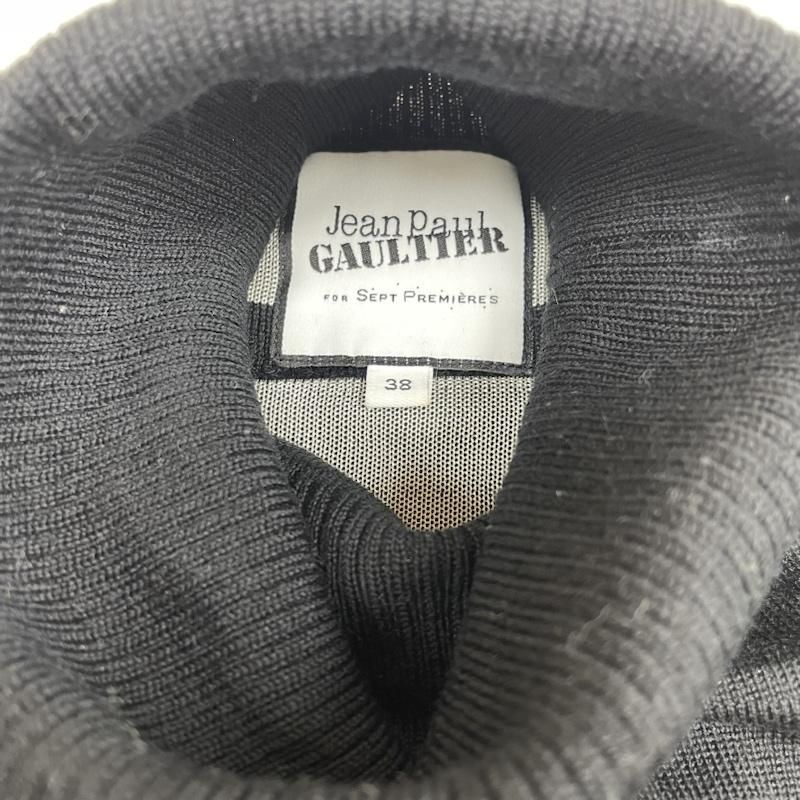 Jean Paul
GAULTIER
FOR SEPT PREMIÈRES
38